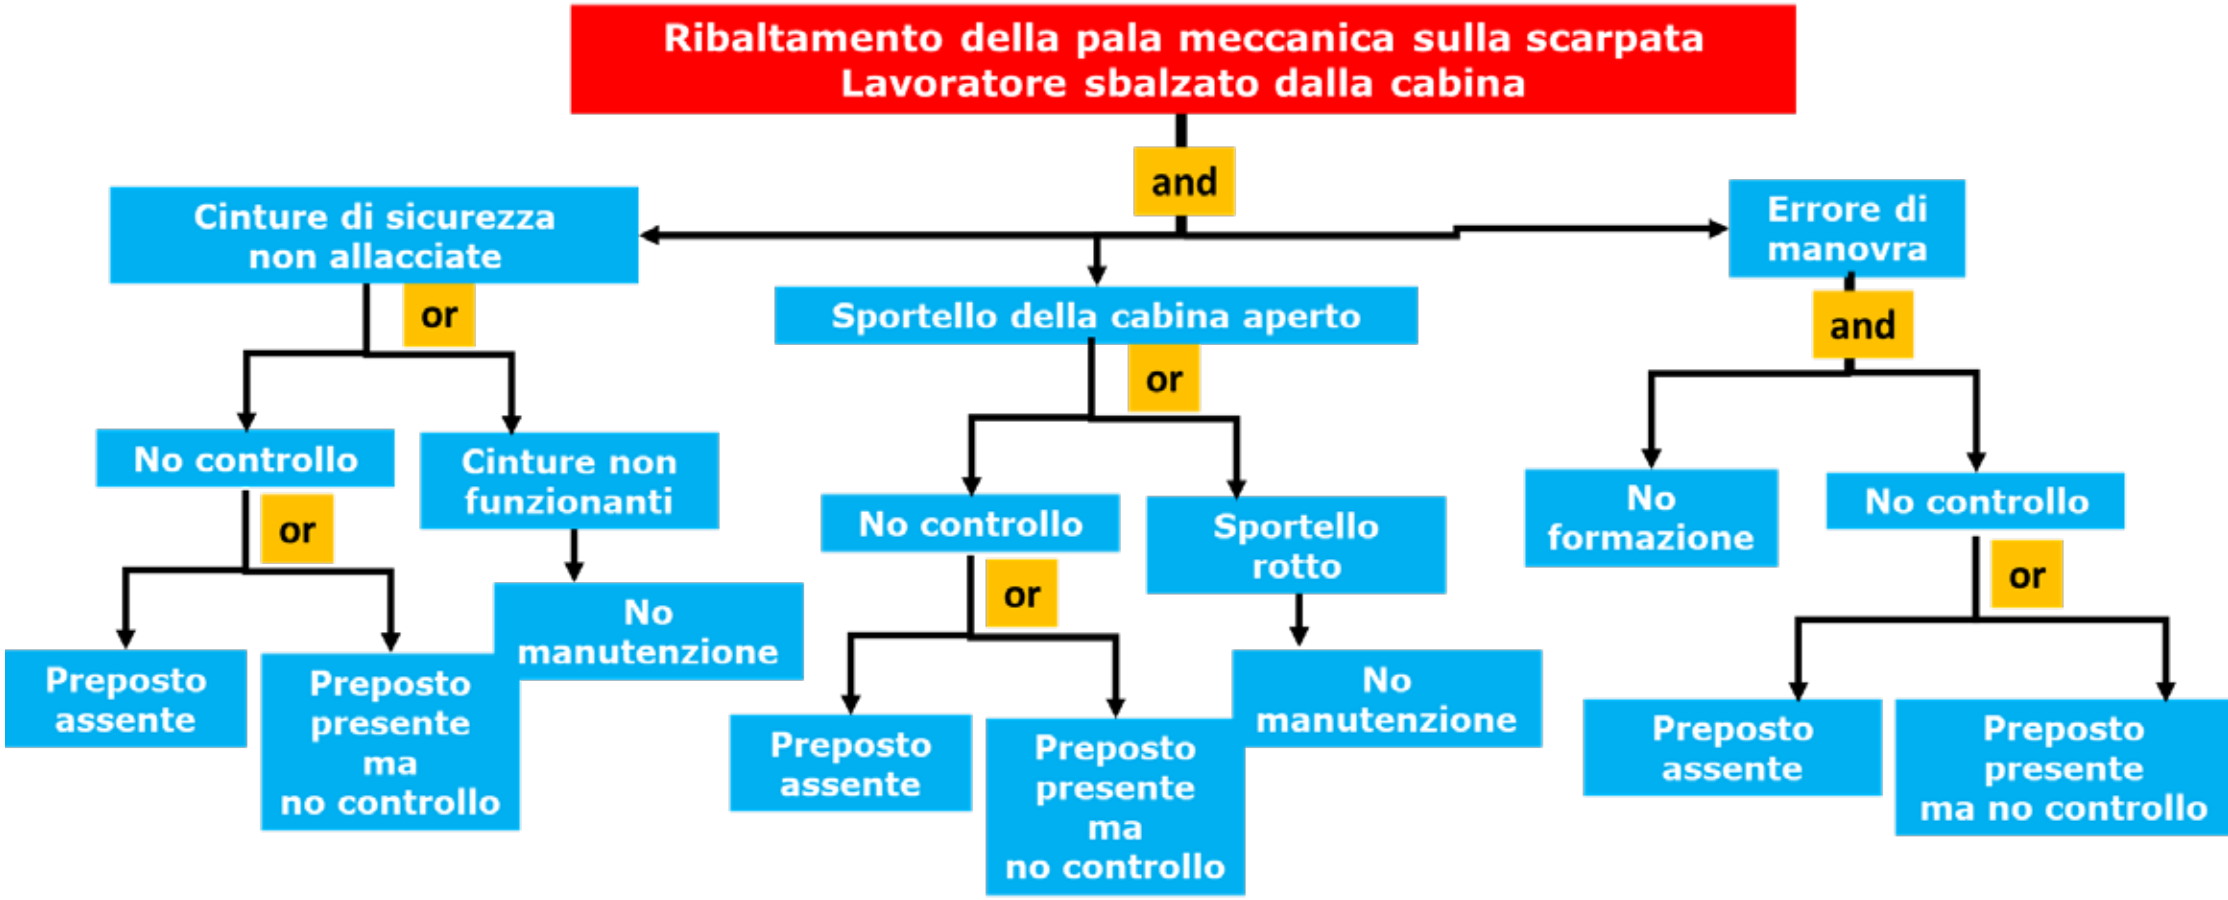 Ribaltamento della pala meccanica sulla scarpata
Lavoratore sbalzato dalla cabina
and
Cinture di sicurezza
non allacciate
Errore di
manovra
or
Sportello della cabina aperto
and
or
No controllo
Cinture non
funzionanti
No
formazione
No controllo
or
No controllo
Sportello
rotto
or
or
No
manutenzione
Preposto
assente
Preposto
presente
ma
no controllo
No
manutenzione
Preposto
assente
Preposto
presente
ma
no controllo
Preposto
assente
Preposto
presente
ma no controllo